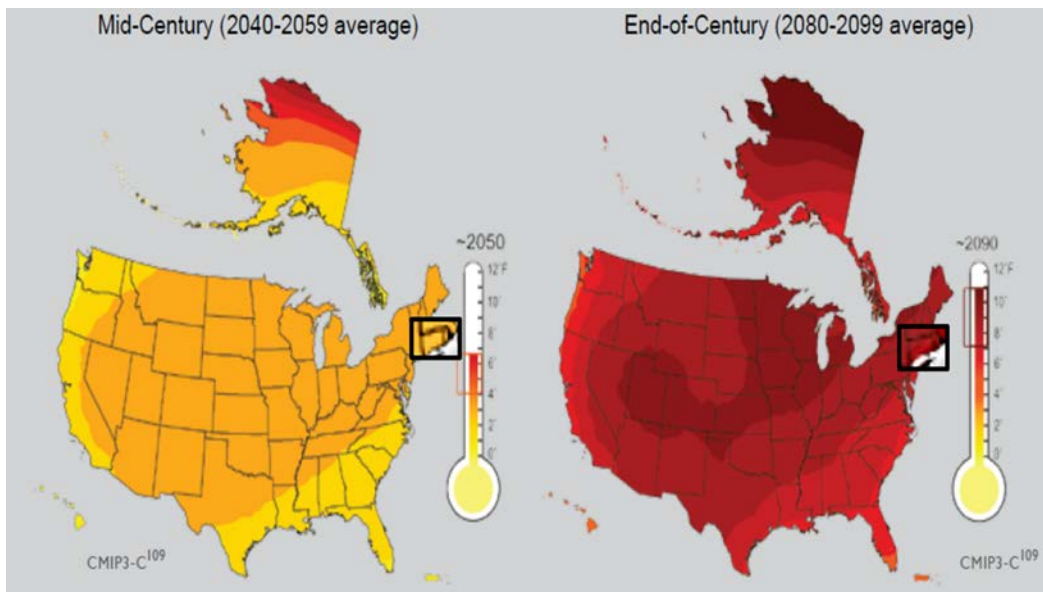 Mid-Century (2040-2059 average)
End-of-Century (2080-2099 average)
~2050
12°F
10°
8°
6°
4°
2°
0°
CMIP3-C109
~2090
12°F
10°
8°
6°
4°
2°
0°
CMIP3-C109